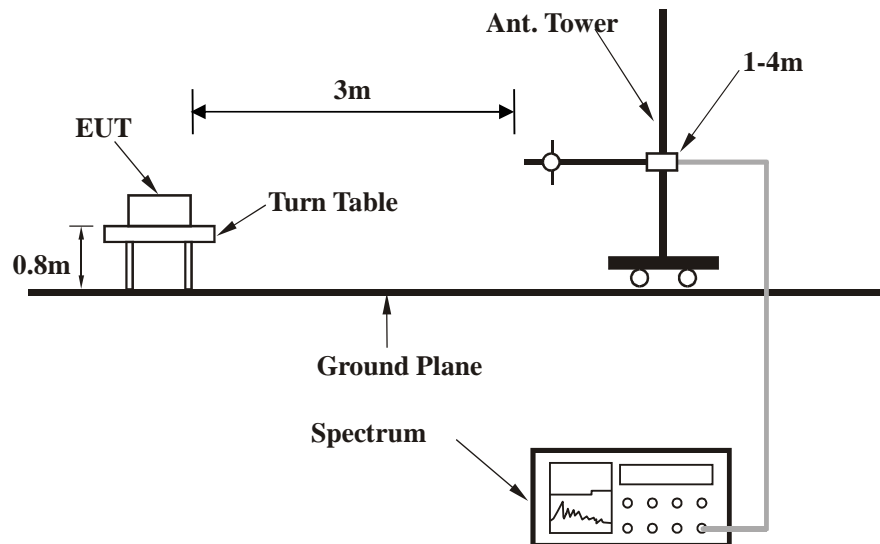 Ant. Tower
1-4m
3m
EUT
Turn Table
0.8m
Ground Plane
Spectrum